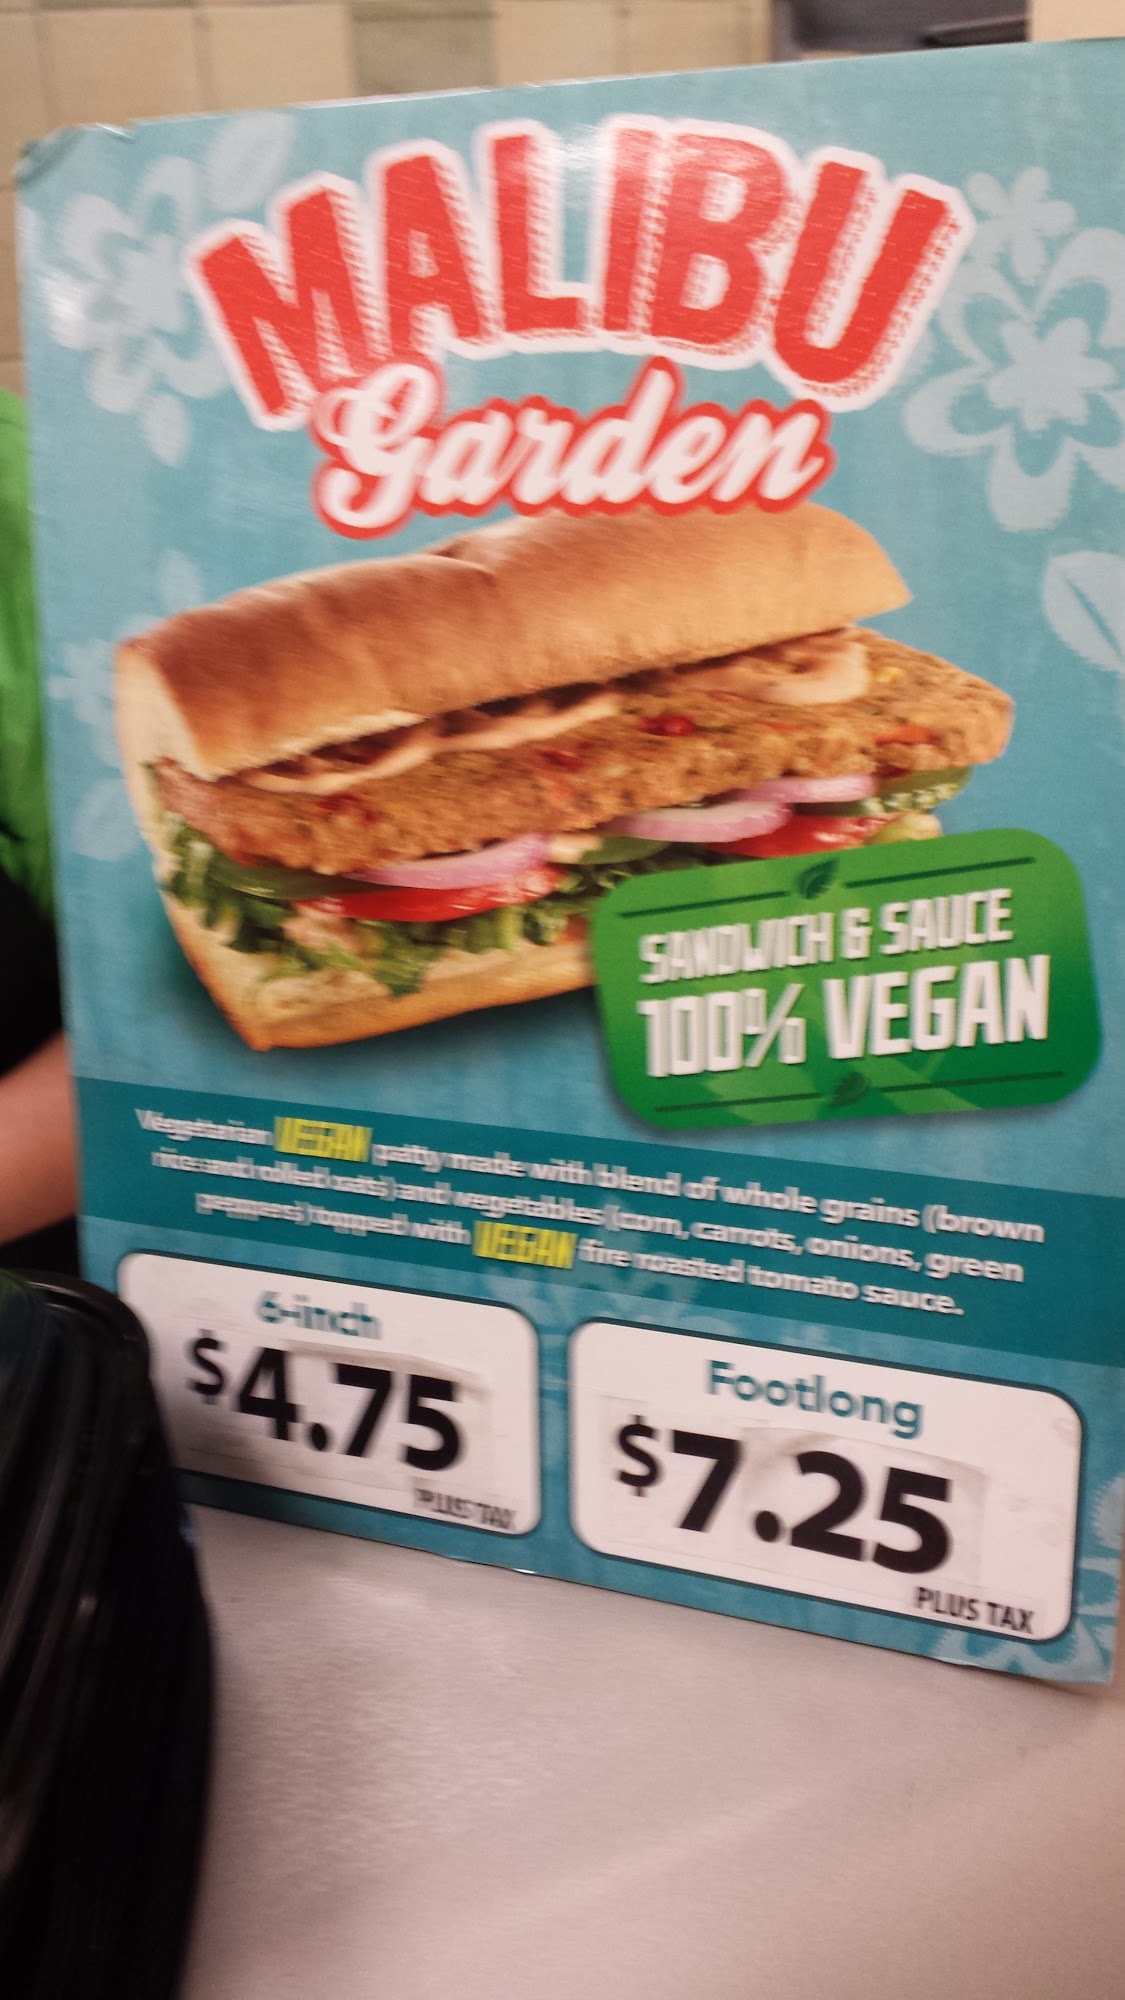 MALIBU
Garden
SANDWICH & SAUCE
100% VEGAN
Vegetarian VEGAN patty made with blend of whole grains (brown
rice and rolled oats) and vegetables (corn, carrots, onions, green
peppers) topped with VEGAN fire roasted tomato sauce.
6-inch
$4.75
PLUS TAX
Footlong
$7.25
PLUS TAX